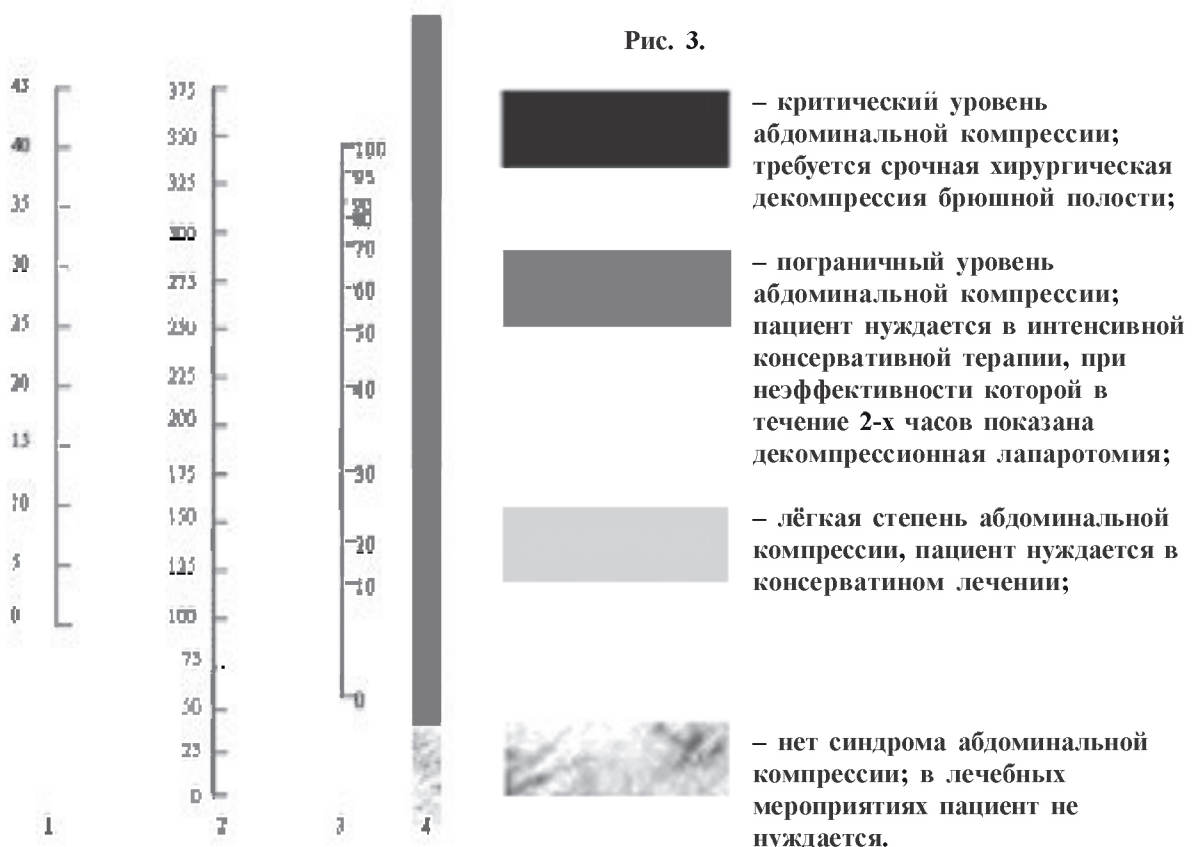 Рис. 3.
45
40
35
30
25
20
15
10
5
0
1
375
350
325
300
275
250
225
200
175
150
125
100
75
50
25
0
2
100
95
70
60
50
40
30
20
10
0
3
4
– критический уровень
абдоминальной компрессии;
требуется срочная хирургическая
декомпрессия брюшной полости;
– пограничный уровень
абдоминальной компрессии;
пациент нуждается в интенсивной
консервативной терапии, при
неэффективности которой в
течение 2-х часов показана
декомпрессионная лапаротомия;
– лёгкая степень абдоминальной
компрессии, пациент нуждается в
консерватином лечении;
– нет синдрома абдоминальной
компрессии; в лечебных
мероприятиях пациент не
нуждается.